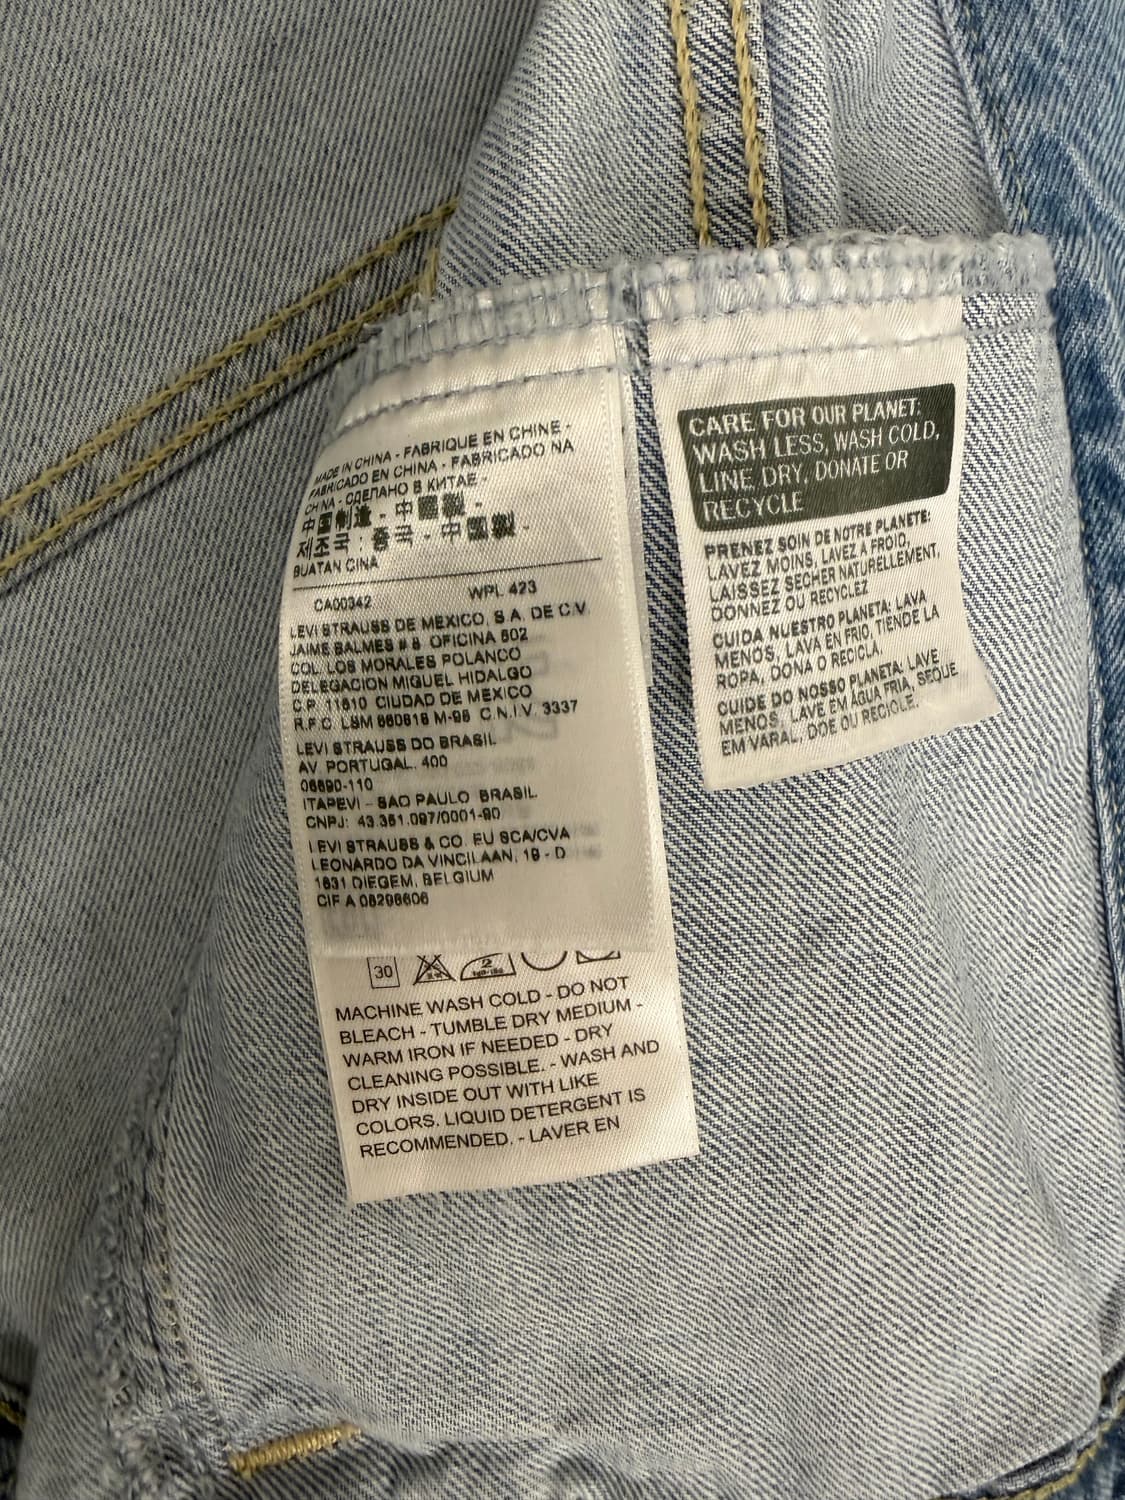 MADE IN CHINA - FABRIQUE EN CHINE -
FABRICADO EN CHINA - FABRICADO NA
CHINA - СДЕЛАНО В КИТАЕ -
中国制造 - 中國製
제조국 : 중국 - 中國製 -
BUATAN CINA
CA00342 WPL 423
LEVI STRAUSS DE MEXICO, S.A. DE C.V.
JAIME BALMES # 8 OFICINA 602
COL. LOS MORALES POLANCO
DELEGACION MIGUEL HIDALGO
C.P. 11510 CIUDAD DE MEXICO
R.F.C. LSM C.N.I.V. 3337
LEVI STRAUSS DO BRASIL
AV PORTUGAL. 400
06690-110
ITAPEVI - SAO PAULO BRASIL
CNPJ: 43.351.097/0001-90
LEVI STRAUSS & CO. EU SCA/CVA
LEONARDO DA VINCILAAN, 19 - D
1831 DIEGEM, BELGIUM
CIF A 08298606
30
2
MACHINE WASH COLD - DO NOT
BLEACH - TUMBLE DRY MEDIUM -
WARM IRON IF NEEDED - DRY
CLEANING POSSIBLE. - WASH AND
DRY INSIDE OUT WITH LIKE
COLORS. LIQUID DETERGENT IS
RECOMMENDED. - LAVER EN
CARE FOR OUR PLANET:
WASH LESS, WASH COLD,
LINE DRY, DONATE OR
RECYCLE
PRENEZ SOIN DE NOTRE PLANETE:
LAVEZ MOINS, LAVEZ A FROID,
LAISSEZ SECHER NATURELLEMENT,
DONNEZ OU RECYCLEZ
CUIDA NUESTRO PLANETA: LAVA
MENOS, LAVA EN FRIO, TIENDE LA
ROPA, DONA O RECICLA.
CUIDE DO NOSSO PLANETA: LAVE
MENOS, LAVE EM ÁGUA FRIA, SEQUE
EM VARAL, DOE OU RECICLE.